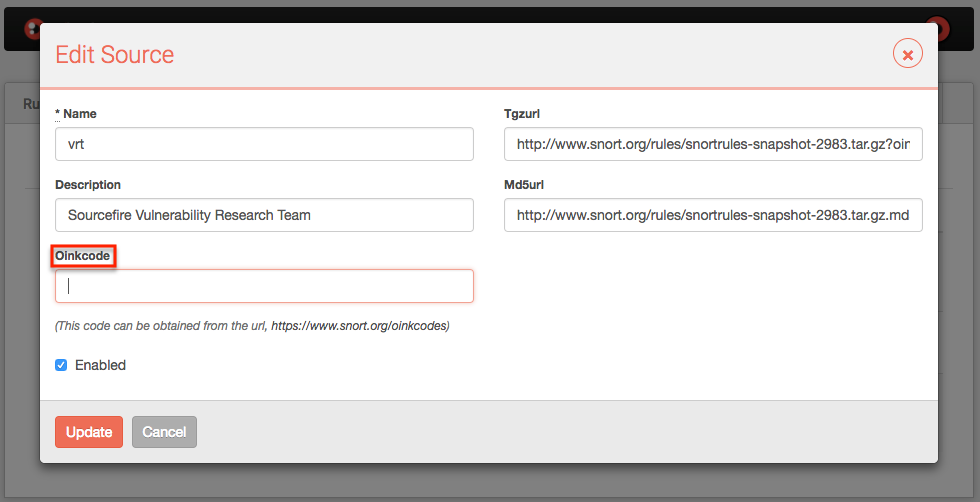 Edit Source
Ru
* Name
vrt
Tgzurl
http://www.snort.org/rules/snortrules-snapshot-2983.tar.gz?oin
Description
Sourcefire Vulnerability Research Team
Md5url
http://www.snort.org/rules/snortrules-snapshot-2983.tar.gz.md
Oinkcode
(This code can be obtained from the url, https://www.snort.org/oinkcodes)
Enabled
Update
Cancel